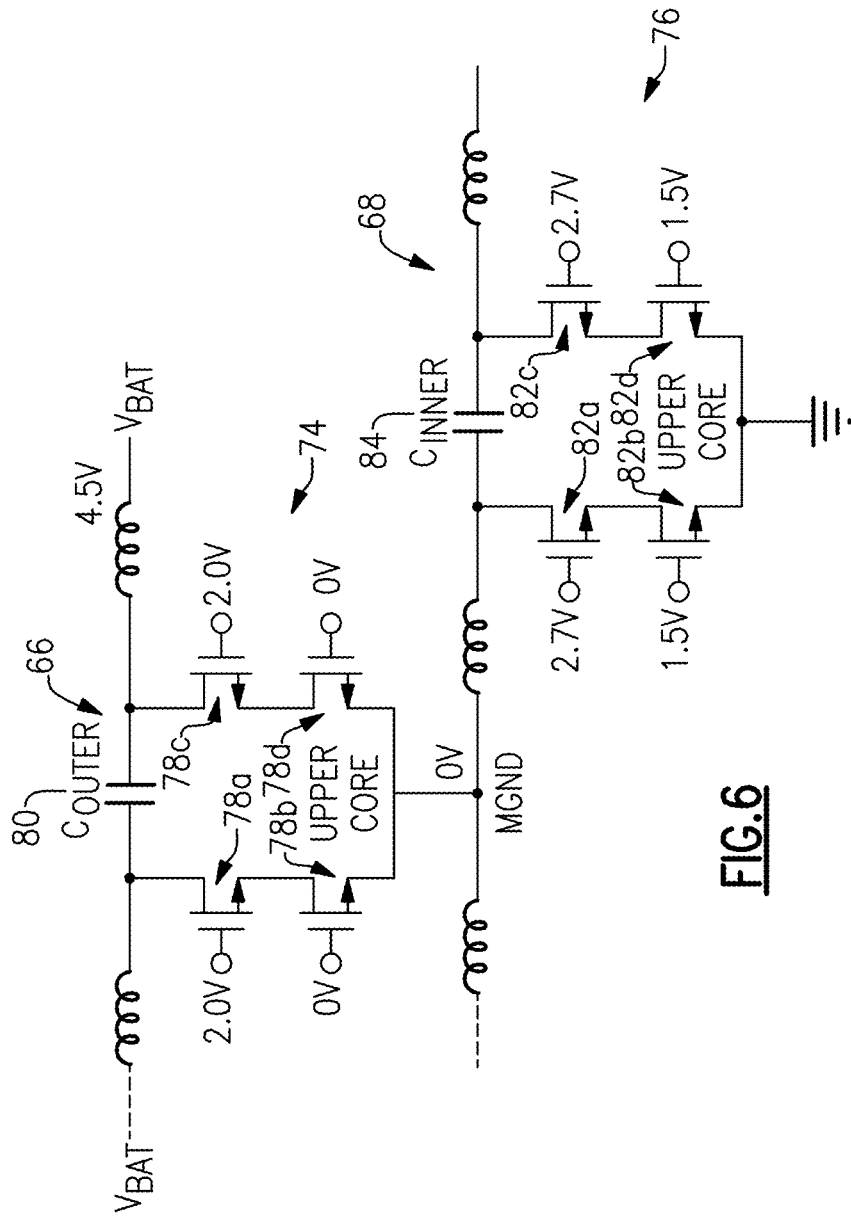 V_BAT
80
C_OUTER
66
4.5V
V_BAT
78a
78c
74
2.0V
2.0V
78b
78d
0V
0V
UPPER
CORE
0V
MGND
84
C_INNER
68
82a
82c
2.7V
2.7V
82b
82d
1.5V
1.5V
UPPER
CORE
76
FIG.6